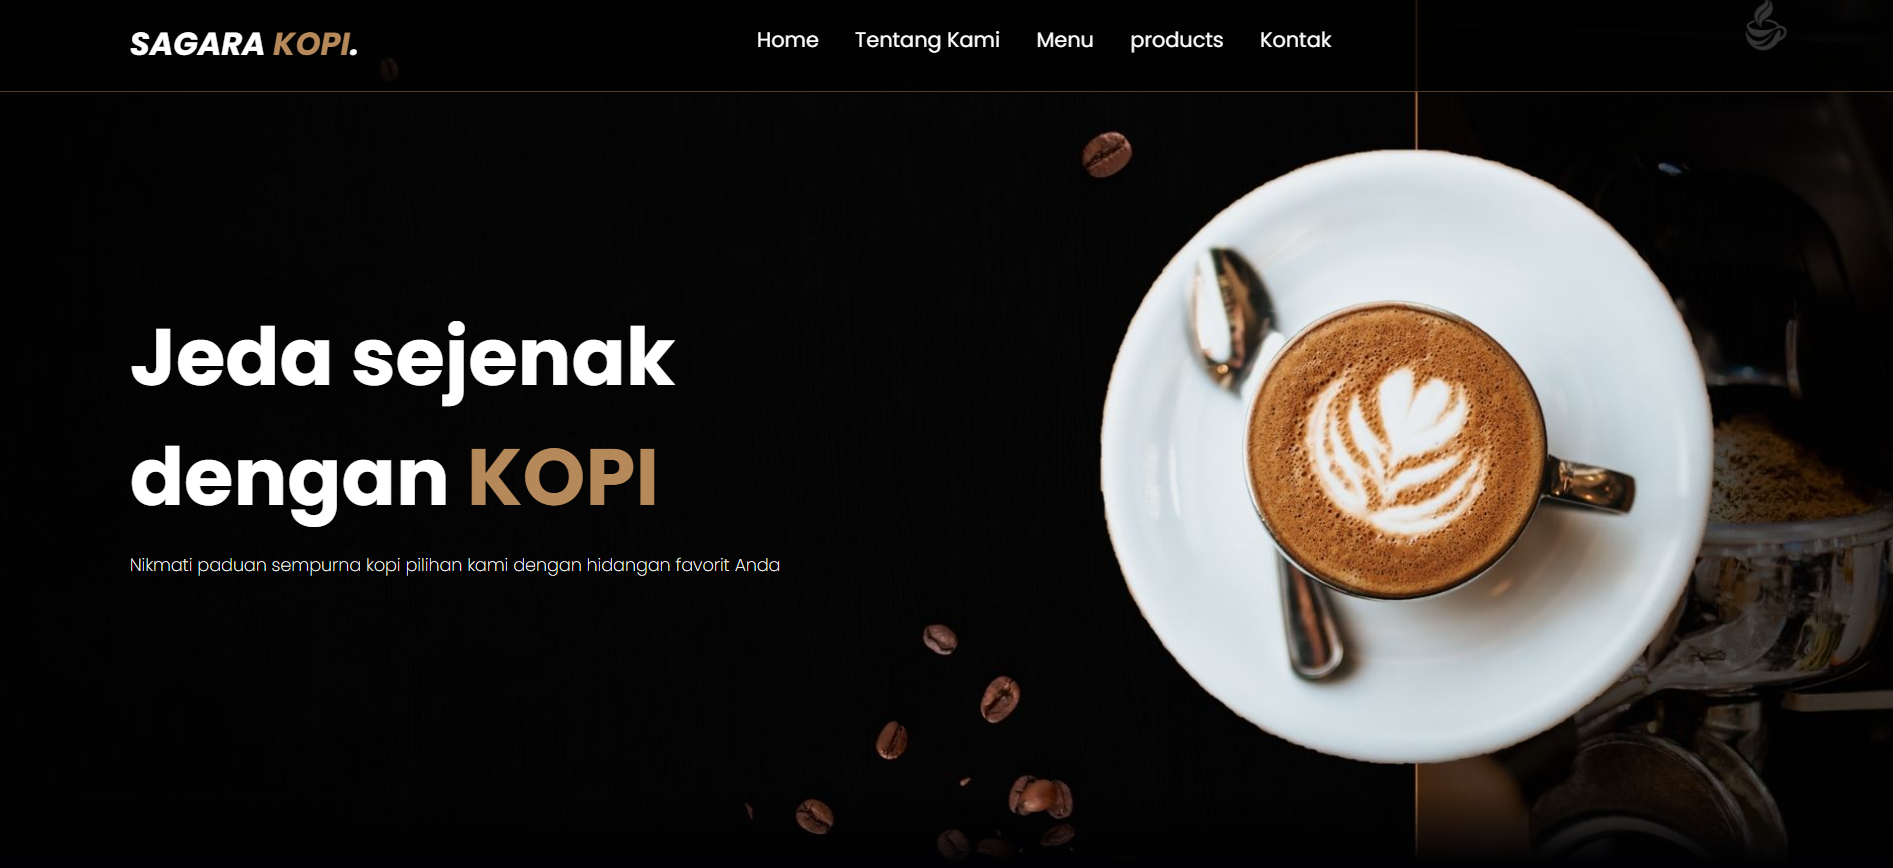 SAGARA KOPI.
Home Tentang Kami Menu products Kontak
Jeda sejenak
dengan KOPI
Nikmati paduan sempurna kopi pilihan kami dengan hidangan favorit Anda